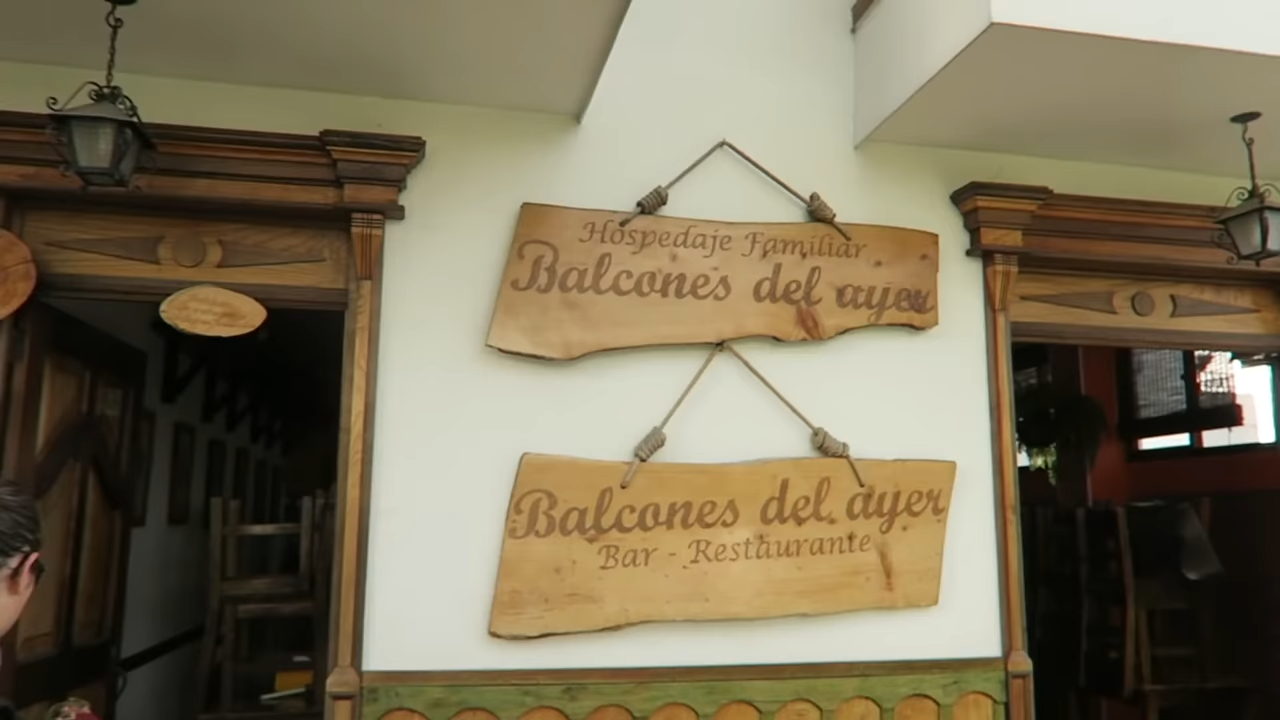 Hospedaje Familiar
Balcones del ayer
Balcones del ayer
Bar - Restaurante